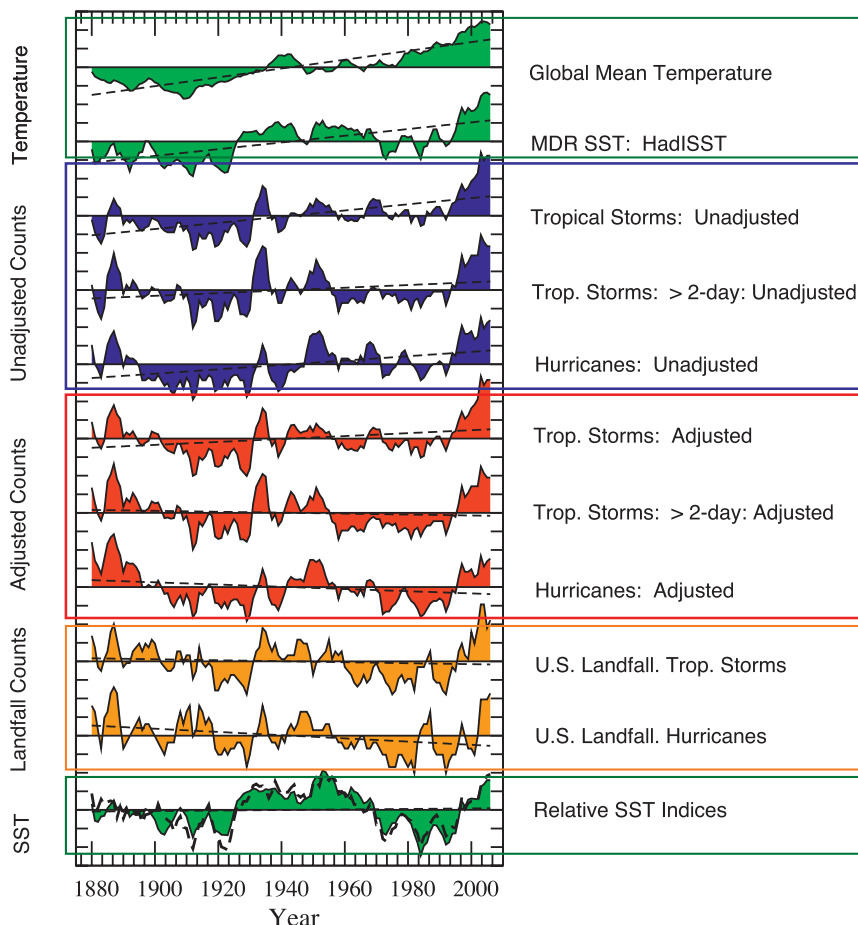 Temperature
Global Mean Temperature
MDR SST: HadISST
Unadjusted Counts
Tropical Storms: Unadjusted
Trop. Storms: > 2-day: Unadjusted
Hurricanes: Unadjusted
Adjusted Counts
Trop. Storms: Adjusted
Trop. Storms: > 2-day: Adjusted
Hurricanes: Adjusted
Landfall Counts
U.S. Landfall. Trop. Storms
U.S. Landfall. Hurricanes
SST
Relative SST Indices
1880 1900 1920 1940 1960 1980 2000
Year